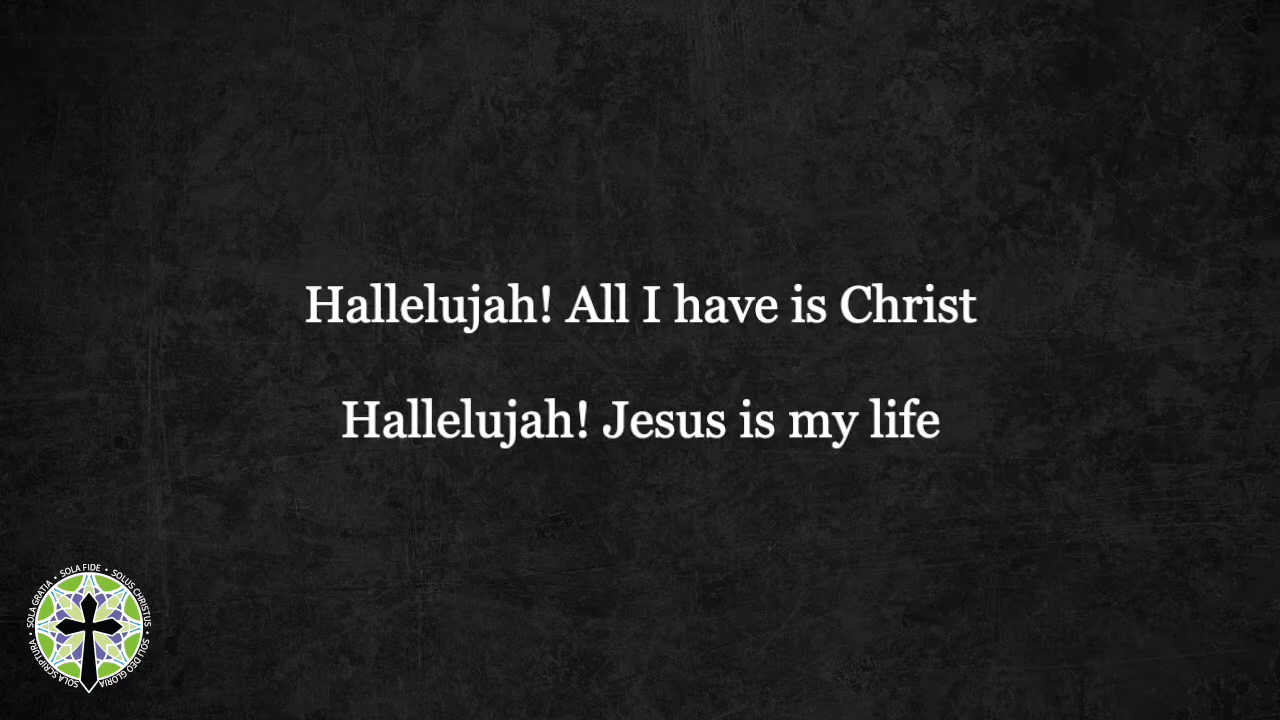 Hallelujah! All I have is Christ
Hallelujah! Jesus is my life
SOLA SCRIPTURA • SOLA GRATIA • SOLA FIDE • SOLUS CHRISTUS • SOLI DEO GLORIA